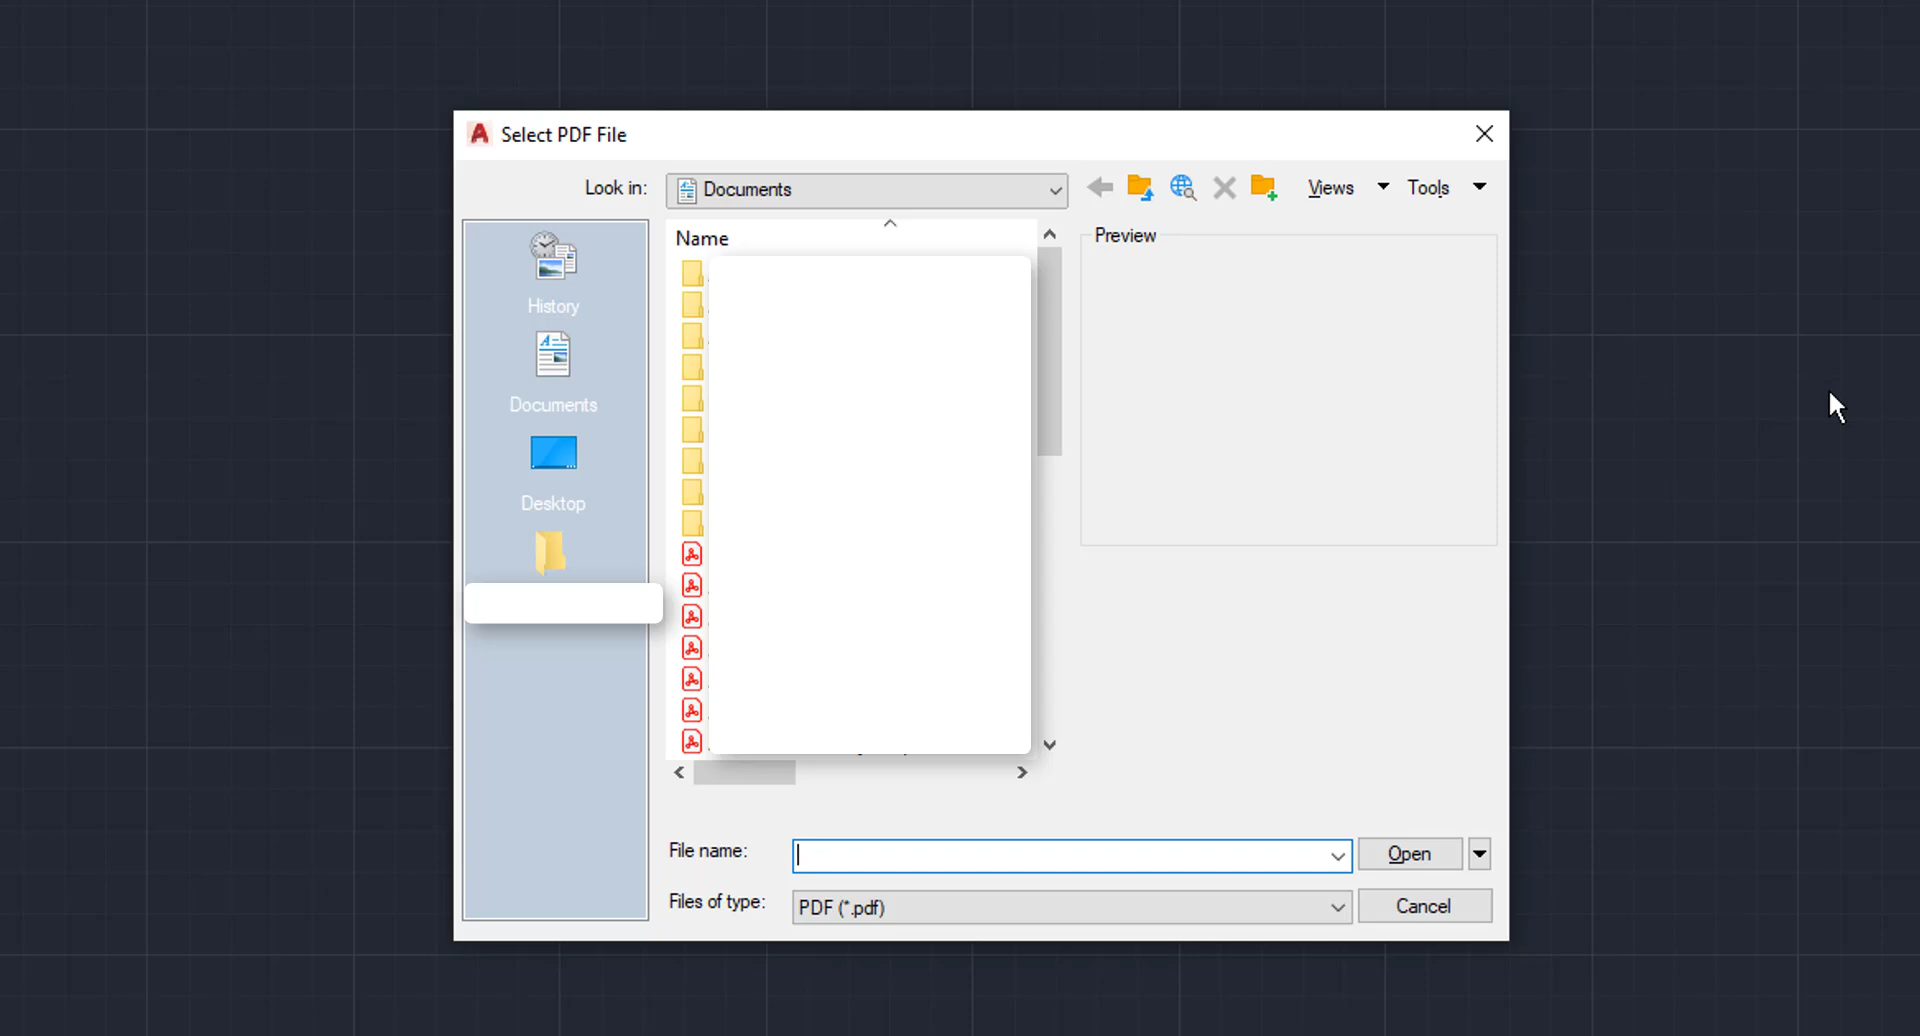 Select PDF File
Look in:
Documents
Views
Tools
History
Documents
Desktop
Name
Preview
File name:
Open
Files of type:
PDF (*.pdf)
Cancel